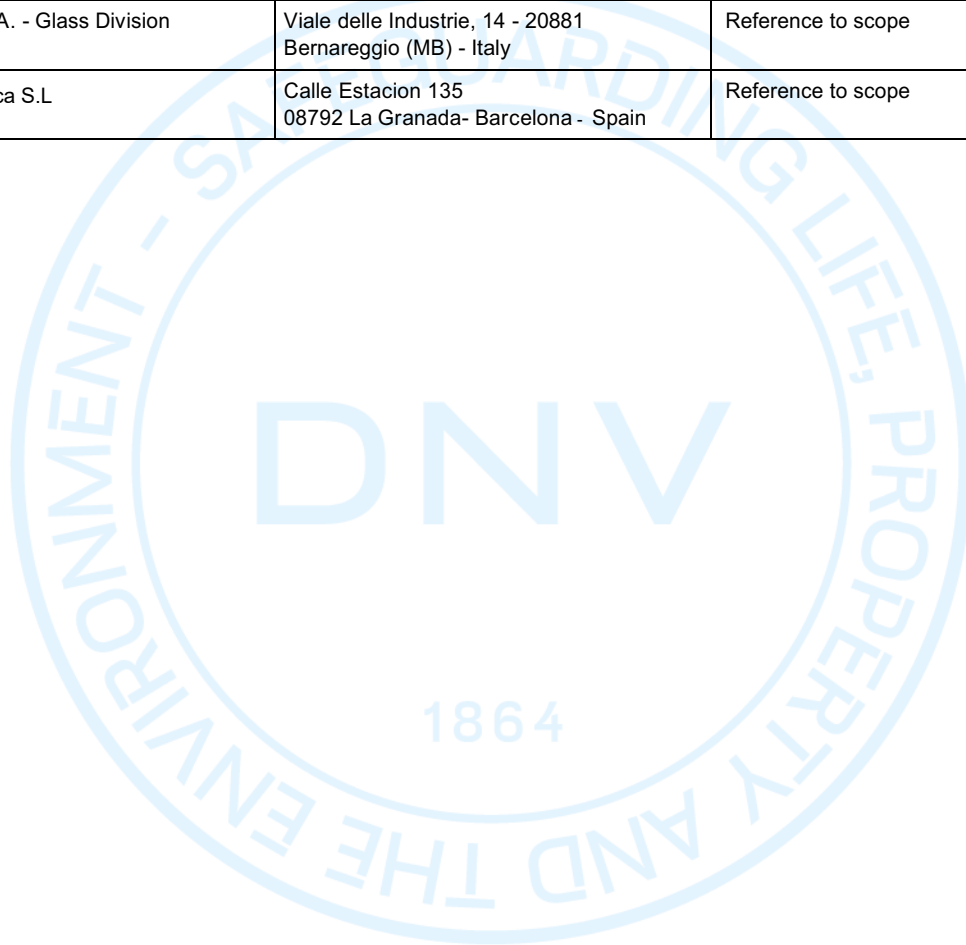 A. - Glass Division
Viale delle Industrie, 14 - 20881
Bernareggio (MB) - Italy
Reference to scope
ca S.L
Calle Estacion 135
08792 La Granada- Barcelona - Spain
Reference to scope
SAFEGUARDING LIFE, PROPERTY AND THE ENVIRONMENT -
DNV
1864